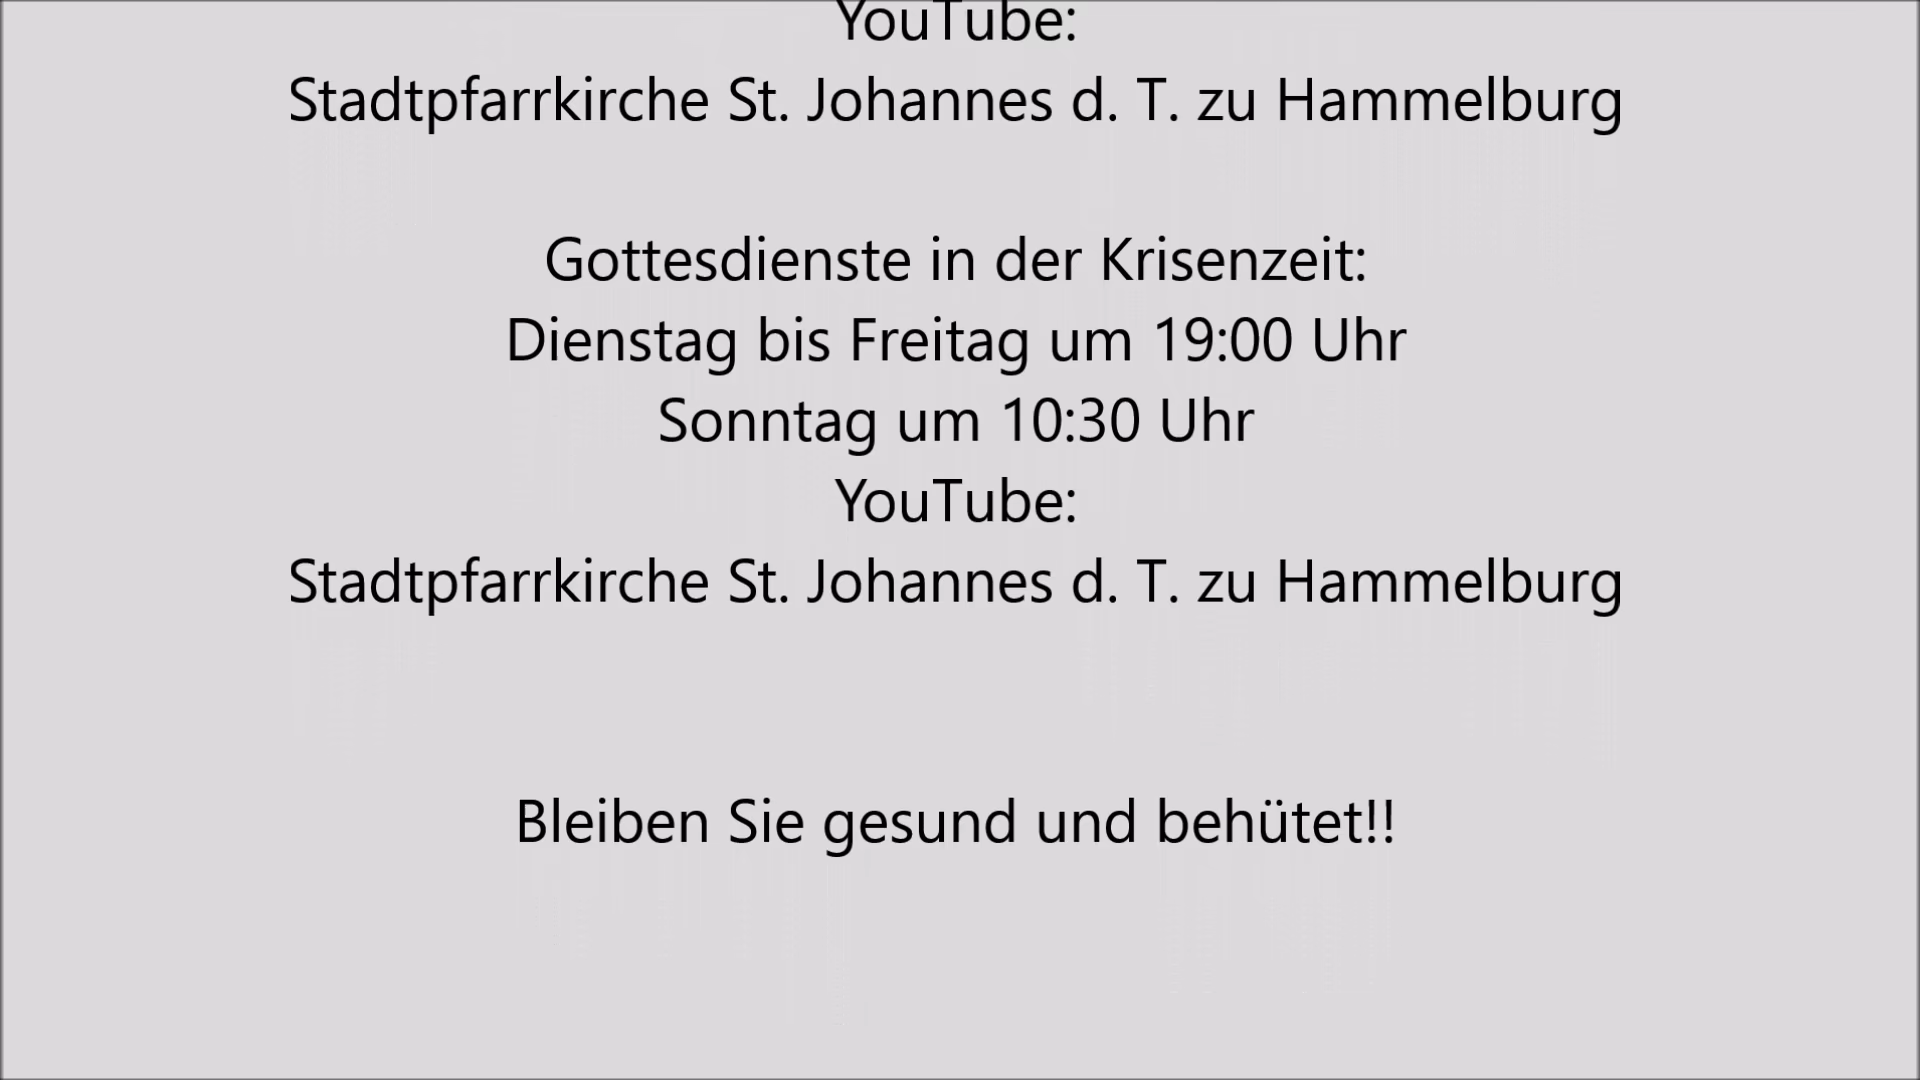 YouTube:
Stadtpfarrkirche St. Johannes d. T. zu Hammelburg
Gottesdienste in der Krisenzeit:
Dienstag bis Freitag um 19:00 Uhr
Sonntag um 10:30 Uhr
YouTube:
Stadtpfarrkirche St. Johannes d. T. zu Hammelburg
Bleiben Sie gesund und behütet!!